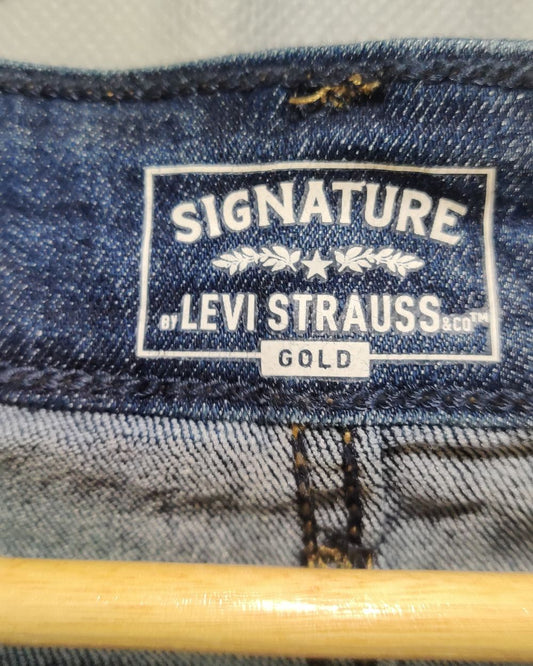 SIGNATURE
BY LEVI STRAUSS &CO™
GOLD